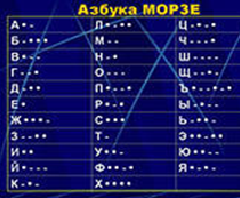 Азбука МОРЗЕ
А Л Ц
Б М Ч
В Н Ш
Г О Щ
Д П Ъ
Е Р Ы
Ж С Ь
З Т Э
И У Ю
Й Ф Я
К Х